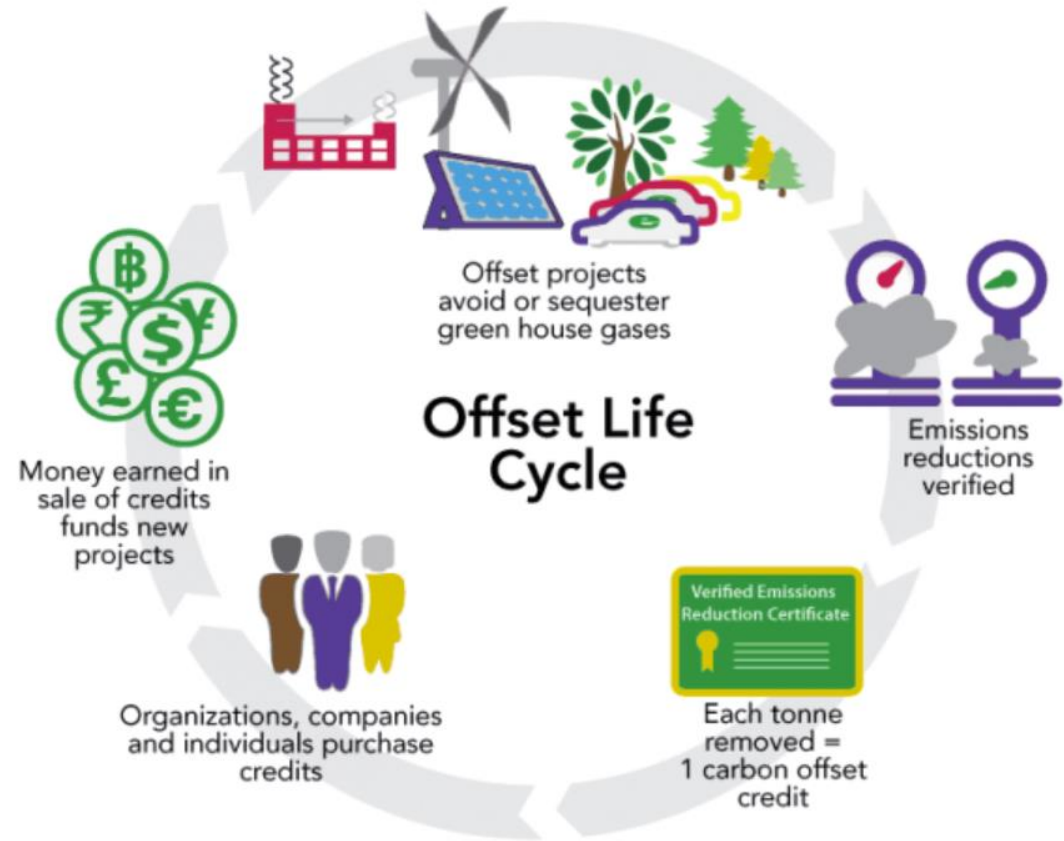 Offset projects
avoid or sequester
green house gases
Offset Life
Cycle
Emissions
reductions
verified
Verified Emissions
Reduction Certificate
Each tonne
removed =
1 carbon offset
credit
Organizations, companies
and individuals purchase
credits
฿
₹
¥
$
£
€
Money earned in
sale of credits
funds new
projects